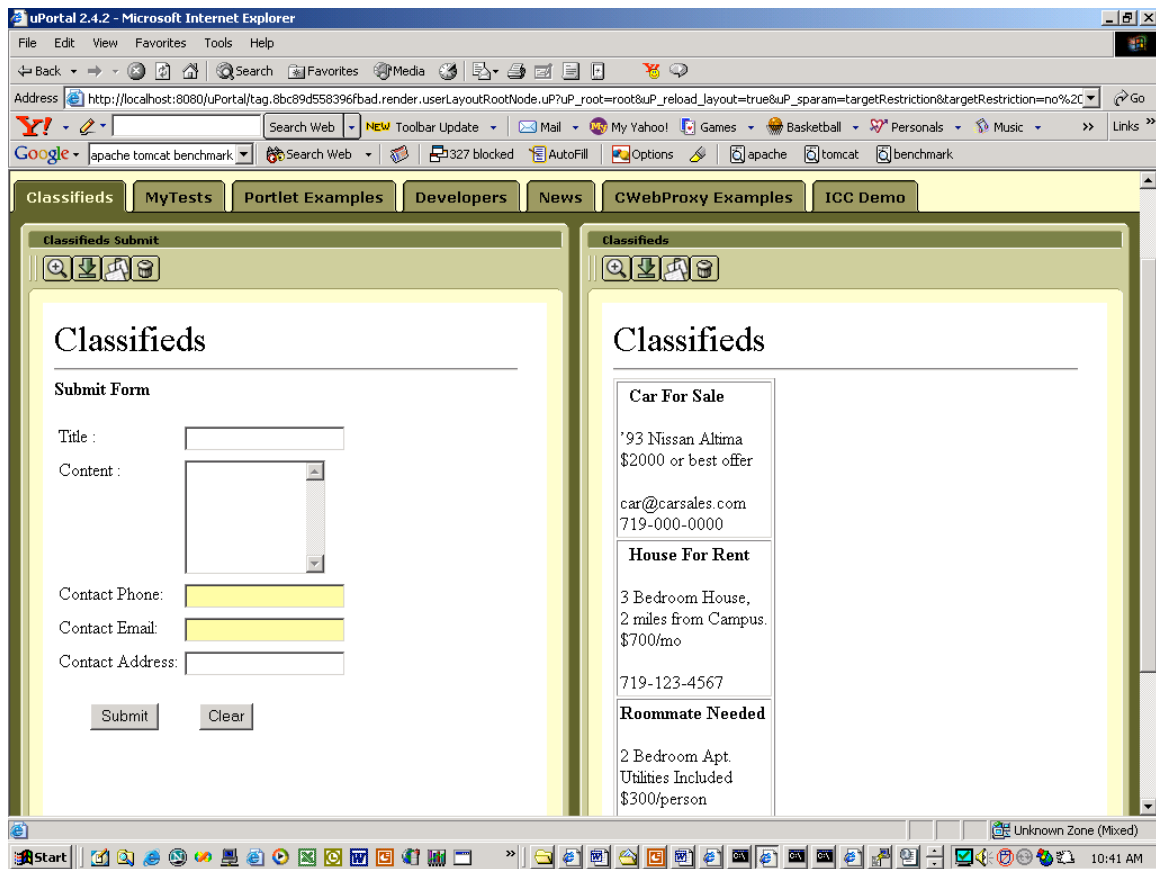 uPortal 2.4.2 - Microsoft Internet Explorer
File Edit View Favorites Tools Help
Back Search Favorites Media
Address http://localhost:8080/uPortal/tag.8bc89d558396fbad.render.userLayoutRootNode.uP?uP_root=root&uP_reload_layout=true&uP_sparam=targetRestriction&targetRestriction=no%20 Go
Y! Search Web NEW Toolbar Update Mail My Yahoo! Games Basketball Personals Music >> Links >>
Google apache tomcat benchmark Search Web 327 blocked AutoFill Options apache tomcat benchmark
Classifieds MyTests Portlet Examples Developers News CWebProxy Examples ICC Demo
Classifieds Submit
Classifieds
Submit Form
Title :
Content :
Contact Phone:
Contact Email:
Contact Address:
Submit Clear
Classifieds
Classifieds
Car For Sale
'93 Nissan Altima
$2000 or best offer
car@carsales.com
719-000-0000
House For Rent
3 Bedroom House,
2 miles from Campus.
$700/mo
719-123-4567
Roommate Needed
2 Bedroom Apt.
Utilities Included
$300/person
Unknown Zone (Mixed)
Start 10:41 AM